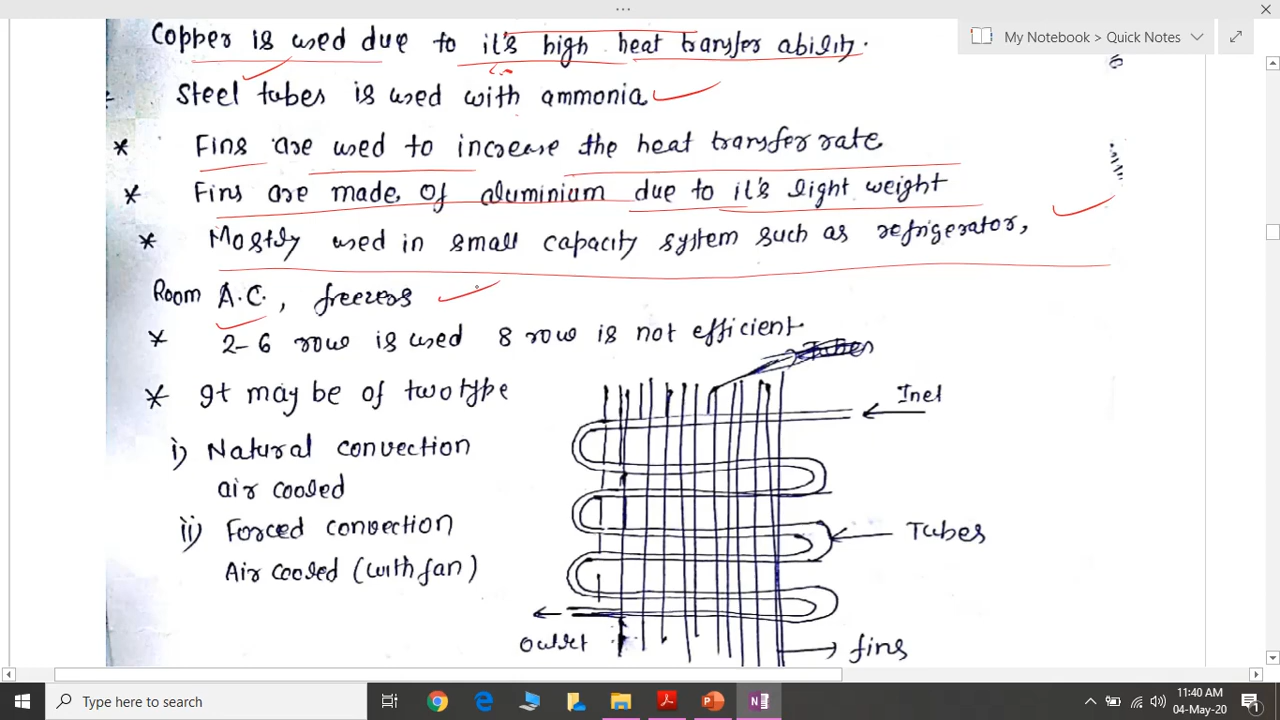 My Notebook > Quick Notes
Copper is used due to it's high heat transfer ability.
Steel tubes is used with ammonia
* Fins are used to increase the heat transfer rate
* Fins are made of aluminium due to it's light weight
* Mostly used in small capacity system such as refrigerator,
Room A.C., freezers
* 2-6 row is used 8 row is not efficient
Tubes
* It may be of two type
Inel
i) Natural convection
air cooled
ii) Forced convection
Air cooled (with fan)
Tubes
Outlet
fins
Type here to search
11:40 AM
04-May-20
1